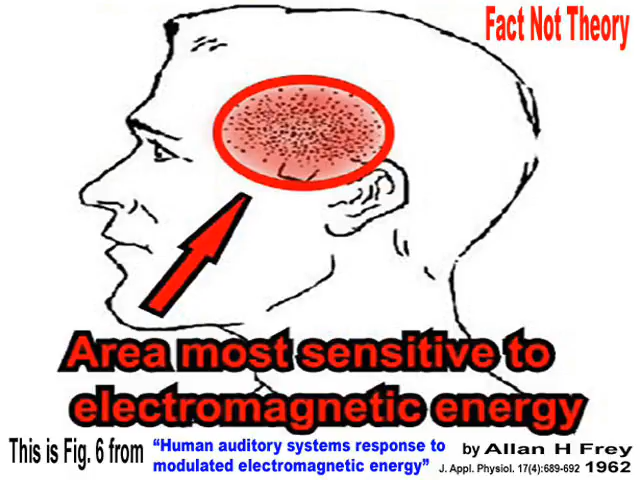 Fact Not Theory
Area most sensitive to
electromagnetic energy
This is Fig. 6 from “Human auditory systems response to by Allan H Frey
modulated electromagnetic energy” J. Appl. Physiol. 17(4):689-692 1962